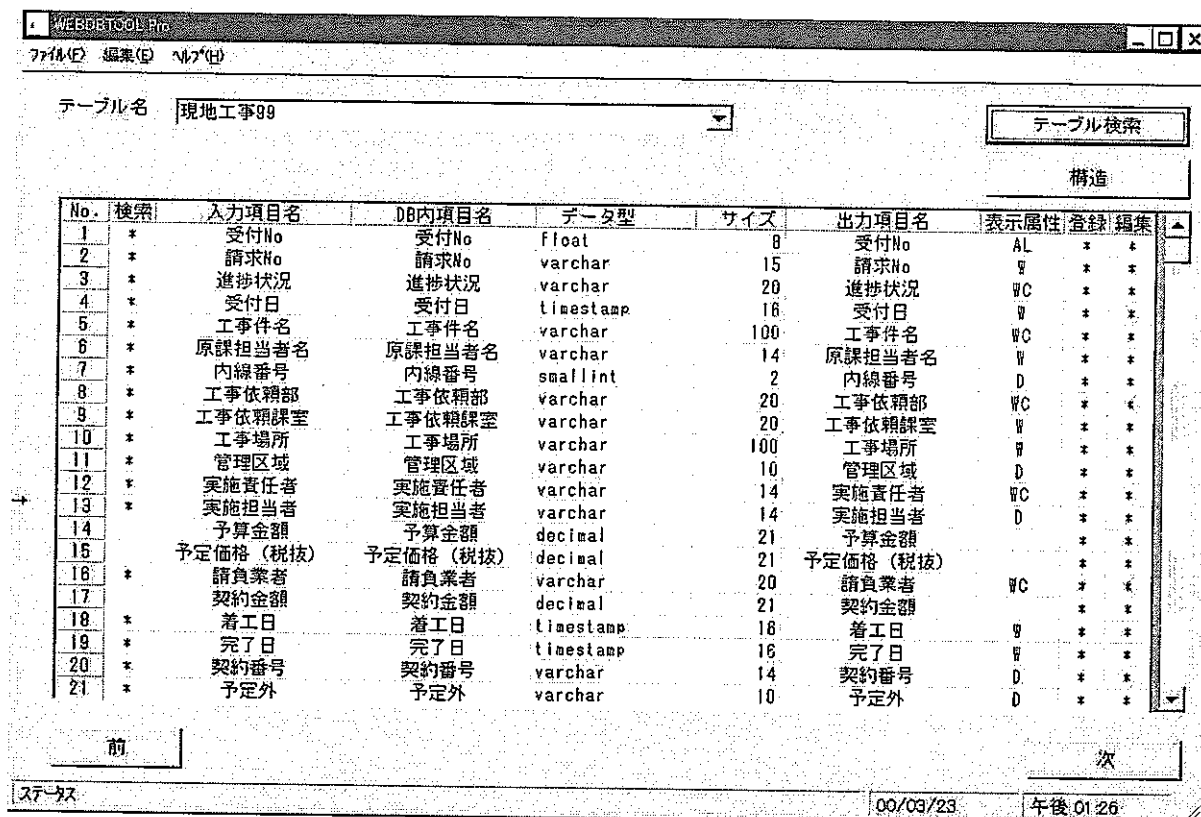 WEBDBTOOL Pro
ファイル(F) 編集(E) ヘルプ(H)
テーブル名 現地工事99
テーブル検索
構造
No. 検索 入力項目名 DB内項目名 データ型 サイズ 出力項目名 表示属性 登録 編集
1 * 受付No 受付No float 8 受付No AL * *
2 * 請求No 請求No varchar 15 請求No W * *
3 * 進捗状況 進捗状況 varchar 20 進捗状況 WC * *
4 * 受付日 受付日 timestamp 16 受付日 W * *
5 * 工事件名 工事件名 varchar 100 工事件名 WC * *
6 * 原課担当者名 原課担当者名 varchar 14 原課担当者名 W * *
7 * 内線番号 内線番号 smallint 2 内線番号 D * *
8 * 工事依頼部 工事依頼部 varchar 20 工事依頼部 WC * *
9 * 工事依頼課室 工事依頼課室 varchar 20 工事依頼課室 W * *
10 * 工事場所 工事場所 varchar 100 工事場所 W * *
11 * 管理区域 管理区域 varchar 10 管理区域 D * *
12 * 実施責任者 実施責任者 varchar 14 実施責任者 WC * *
13 * 実施担当者 実施担当者 varchar 14 実施担当者 D * *
14 予算金額 予算金額 decimal 21 予算金額 * *
15 予定価格(税抜) 予定価格(税抜) decimal 21 予定価格(税抜) * *
16 * 請負業者 請負業者 varchar 20 請負業者 WC * *
17 契約金額 契約金額 decimal 21 契約金額 * *
18 * 着工日 着工日 timestamp 16 着工日 W * *
19 * 完了日 完了日 timestamp 16 完了日 W * *
20 * 契約番号 契約番号 varchar 14 契約番号 D * *
21 * 予定外 予定外 varchar 10 予定外 D * *
前 次
ステータス 00/03/23 午後 01:26